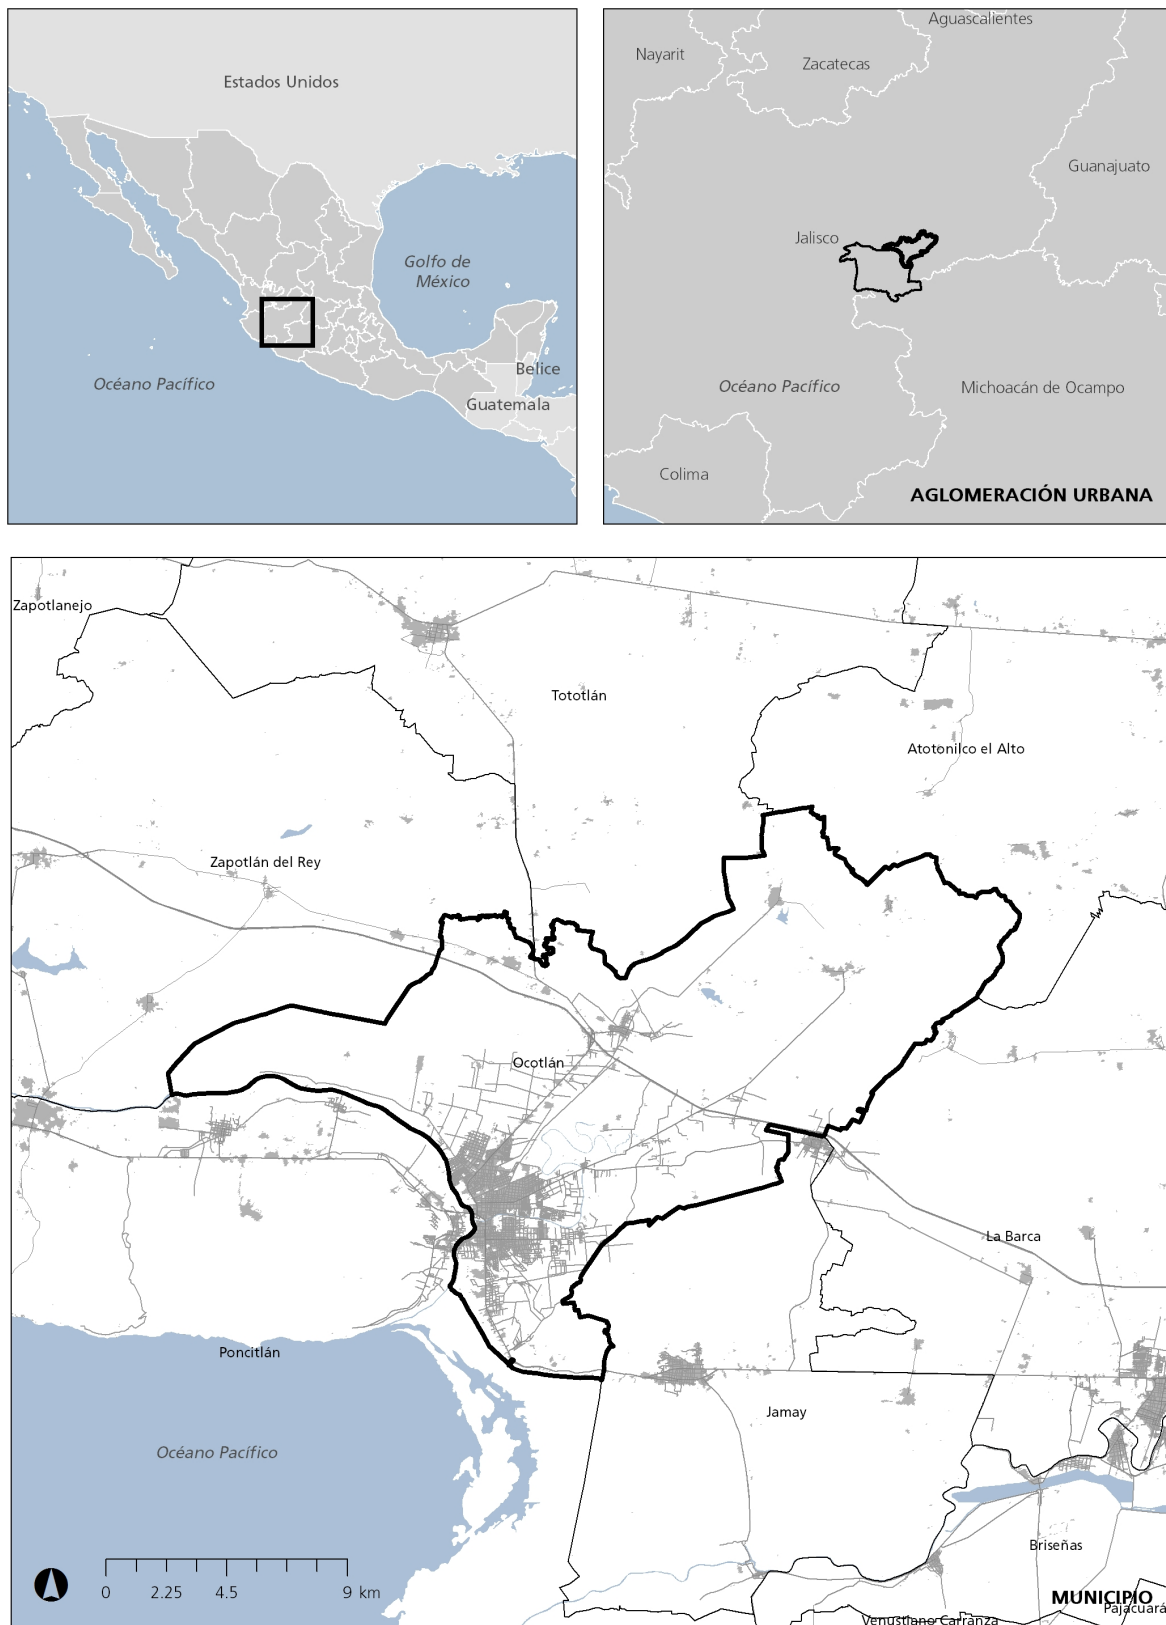 Estados Unidos
Golfo de
México
Océano Pacífico
Belice
Guatemala
Aguascalientes
Nayarit
Zacatecas
Guanajuato
Jalisco
Océano Pacífico
Michoacán de Ocampo
Colima
AGLOMERACIÓN URBANA
Zapotlanejo
Tototlán
Atotonilco el Alto
Zapotlán del Rey
Ocotlán
La Barca
Poncitlán
Jamay
Océano Pacífico
Briseñas
0 2.25 4.5 9 km
MUNICIPIO
Pajacuará
Venustiano Carranza